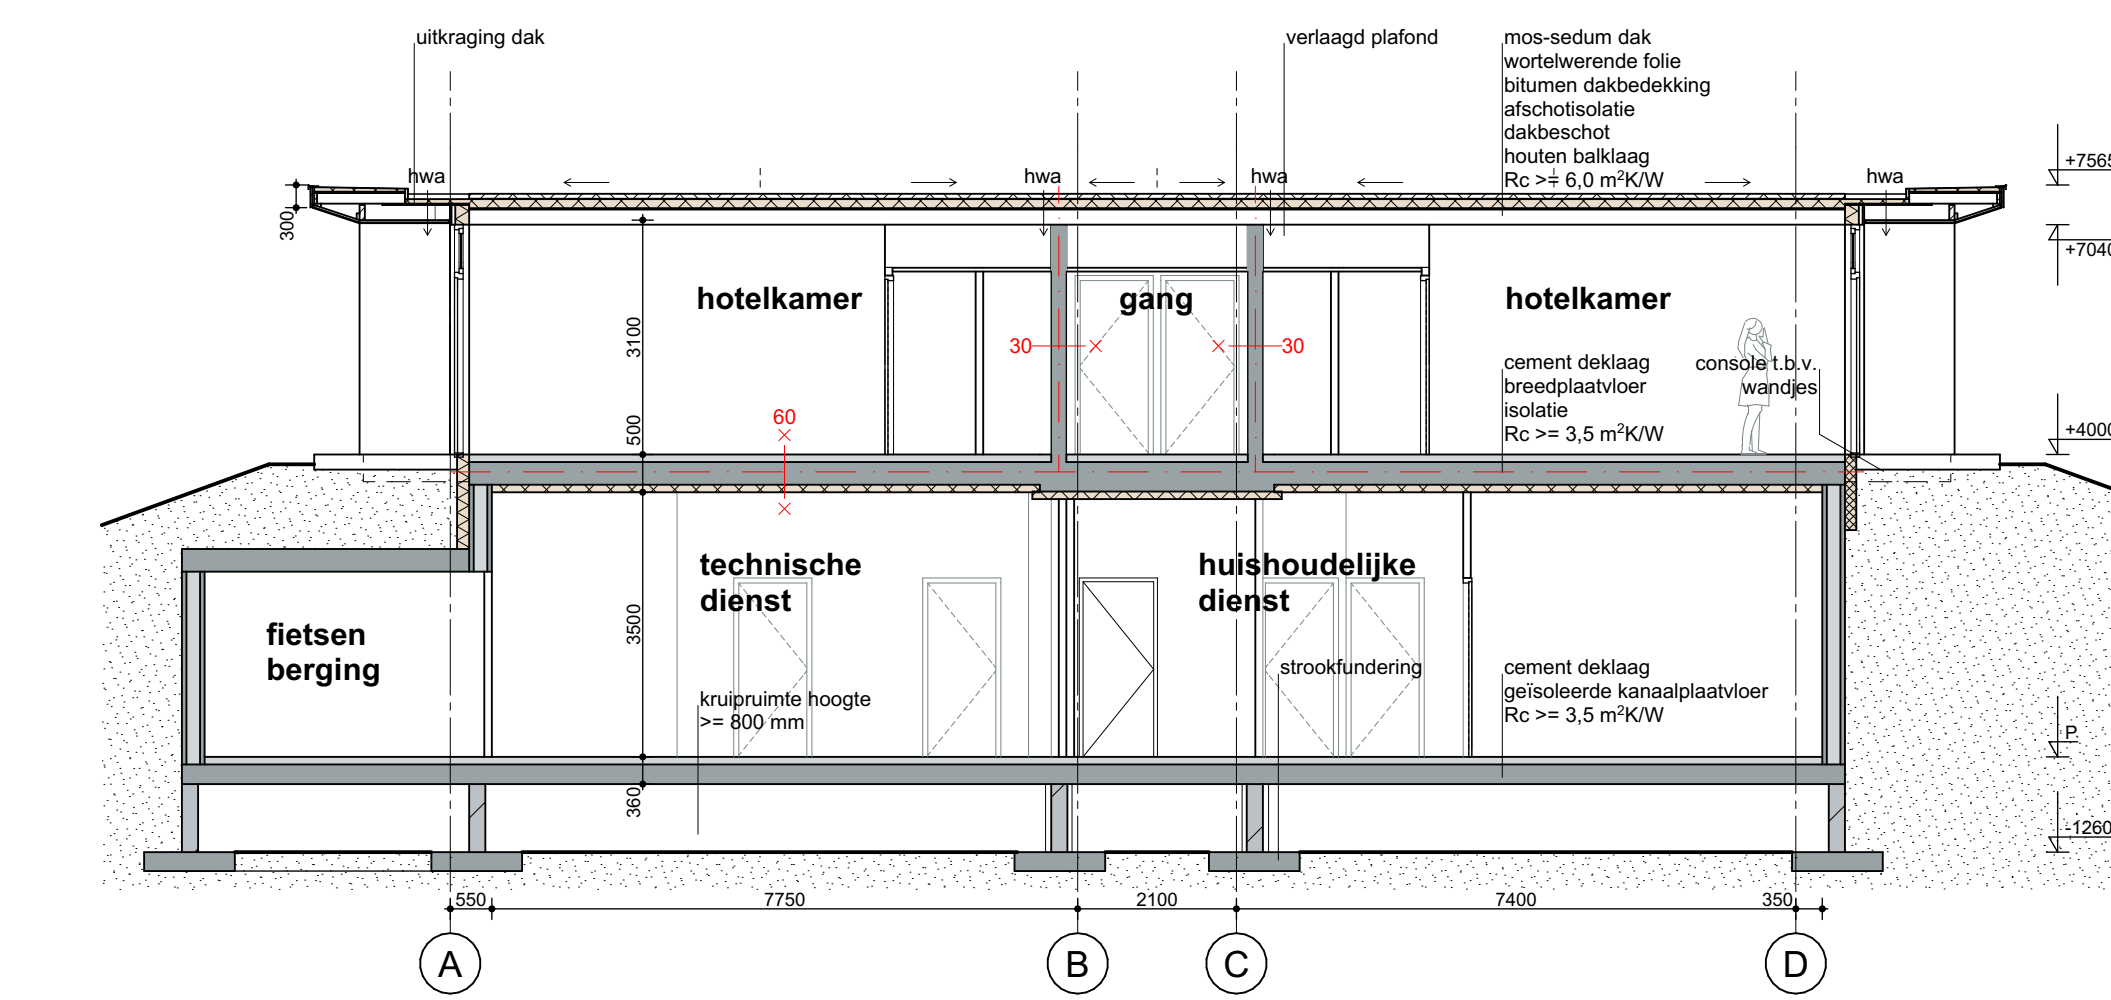 uitkraging dak
verlaagd plafond
mos-sedum dak
wortelwerende folie
bitumen dakbedekking
afschotisolatie
dakbeschot
houten balklaag
Rc >= 6,0 m²K/W
hwa
hwa
hwa
hwa
+7565
300
+7040
hotelkamer
gang
hotelkamer
3100
30
30
cement deklaag
breedplaatvloer
isolatie
Rc >= 3,5 m²K/W
console t.b.v.
wandjes
60
500
+4000
technische
dienst
huishoudelijke
dienst
fietsen
berging
3500
strookfundering
cement deklaag
geïsoleerde kanaalplaatvloer
Rc >= 3,5 m²K/W
kruipruimte hoogte
>= 800 mm
P
360
-1260
550
7750
2100
7400
350
A
B
C
D